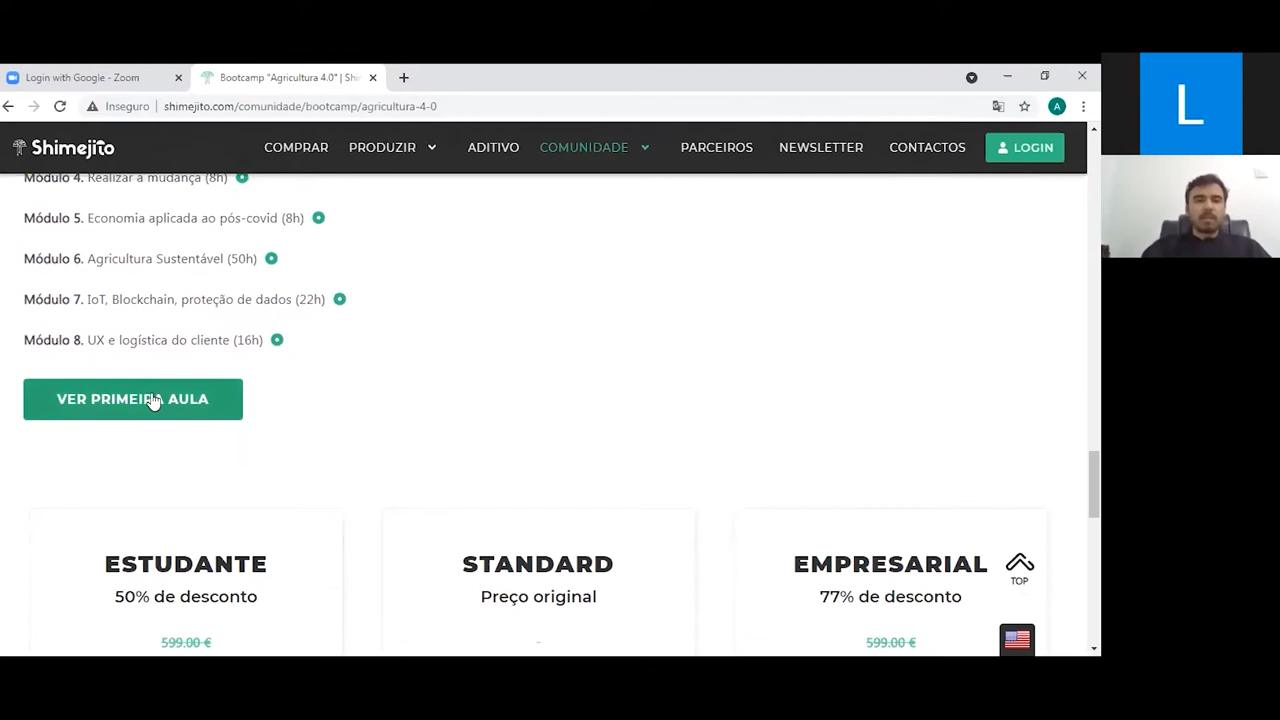 Login with Google - Zoom
Bootcamp "Agricultura 4.0" | Shi
Inseguro
shimejito.com/comunidade/bootcamp/agricultura-4-0
A
Shimejito
COMPRAR
PRODUZIR
ADITIVO
COMUNIDADE
PARCEIROS
NEWSLETTER
CONTACTOS
LOGIN
Módulo 4. Realizar a mudança (8h)
Módulo 5. Economia aplicada ao pós-covid (8h)
Módulo 6. Agricultura Sustentável (50h)
Módulo 7. IoT, Blockchain, proteção de dados (22h)
Módulo 8. UX e logística do cliente (16h)
VER PRIMEIRA AULA
ESTUDANTE
50% de desconto
599.00 €
STANDARD
Preço original
-
EMPRESARIAL
77% de desconto
599.00 €
TOP
L